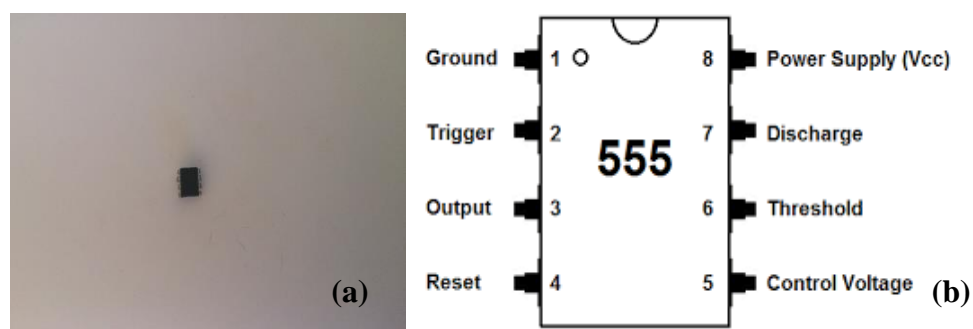 Ground 1 8 Power Supply (Vcc)
Trigger 2 7 Discharge
555
Output 3 6 Threshold
Reset 4 5 Control Voltage
(a) (b)